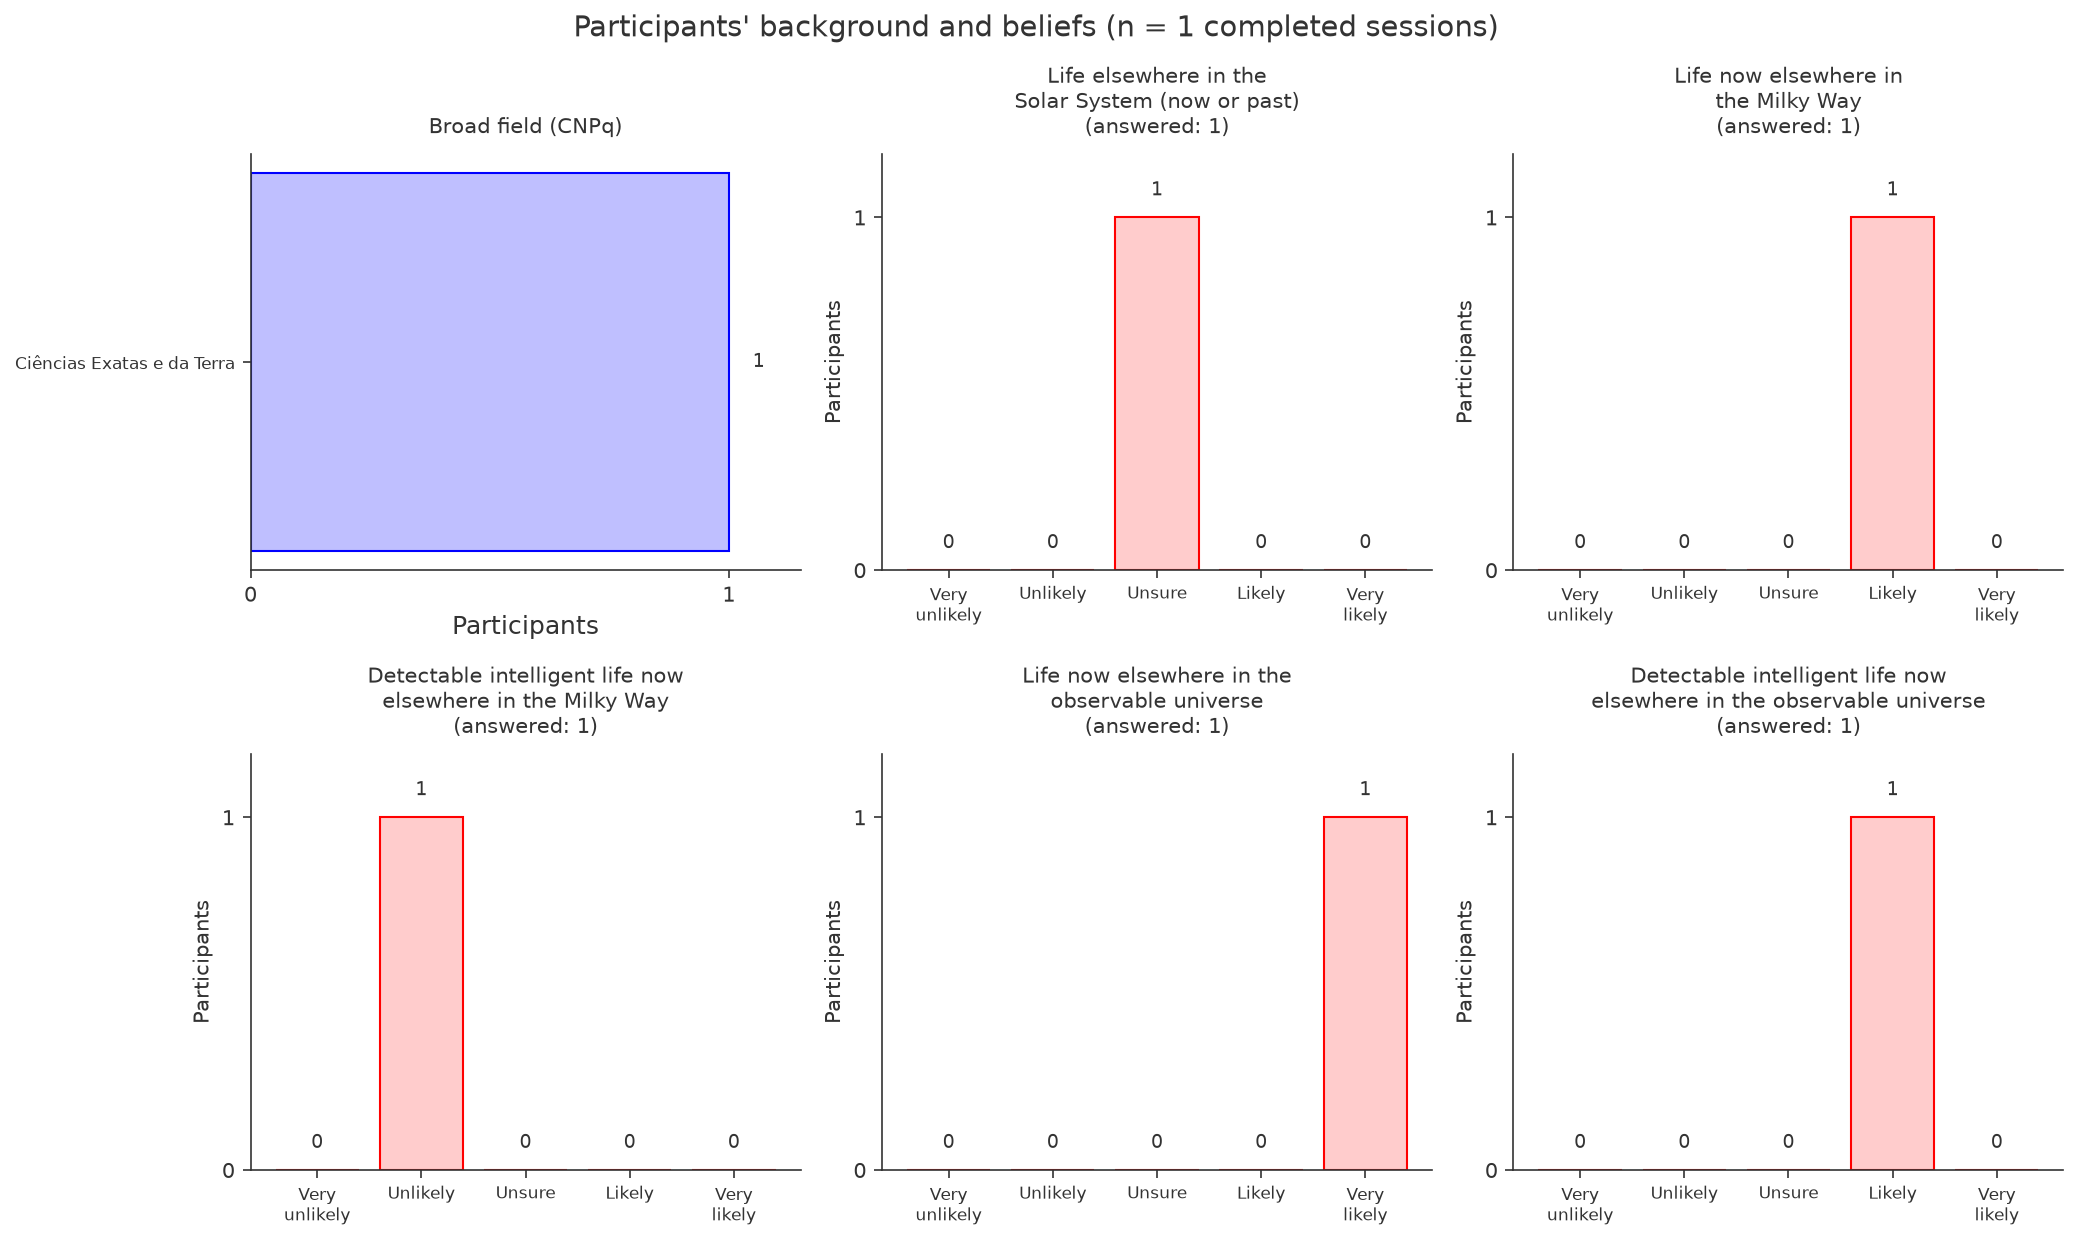 Participants' background and beliefs (n = 1 completed sessions)
Broad field (CNPq)
Ciências Exatas e da Terra
1
0
1
Participants
Life elsewhere in the
Solar System (now or past)
(answered: 1)
Participants
1
0
0
0
1
0
0
Very
unlikely
Unlikely
Unsure
Likely
Very
likely
Life now elsewhere in
the Milky Way
(answered: 1)
Participants
1
0
0
0
0
1
0
Very
unlikely
Unlikely
Unsure
Likely
Very
likely
Detectable intelligent life now
elsewhere in the Milky Way
(answered: 1)
Participants
1
0
0
1
0
0
0
Very
unlikely
Unlikely
Unsure
Likely
Very
likely
Life now elsewhere in the
observable universe
(answered: 1)
Participants
1
0
0
0
0
0
1
Very
unlikely
Unlikely
Unsure
Likely
Very
likely
Detectable intelligent life now
elsewhere in the observable universe
(answered: 1)
Participants
1
0
0
0
0
1
0
Very
unlikely
Unlikely
Unsure
Likely
Very
likely